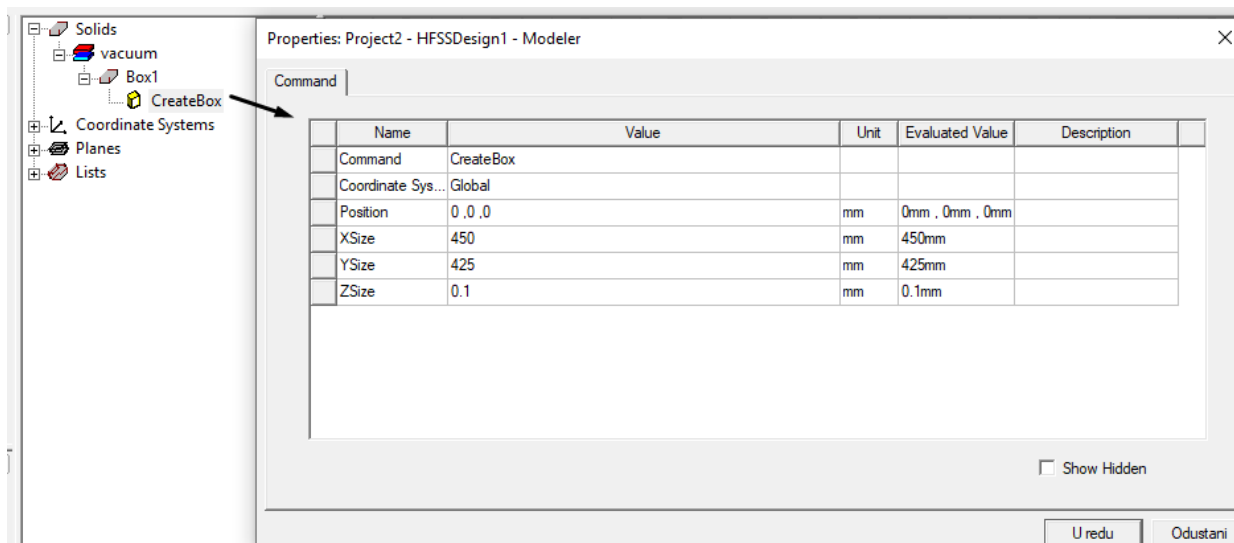 Solids
vacuum
Box1
CreateBox
Coordinate Systems
Planes
Lists
Properties: Project2 - HFSSDesign1 - Modeler
Command
Name Value Unit Evaluated Value Description
Command CreateBox
Coordinate Sys... Global
Position 0 ,0 ,0 mm 0mm , 0mm , 0mm
XSize 450 mm 450mm
YSize 425 mm 425mm
ZSize 0.1 mm 0.1mm
Show Hidden
U redu Odustani